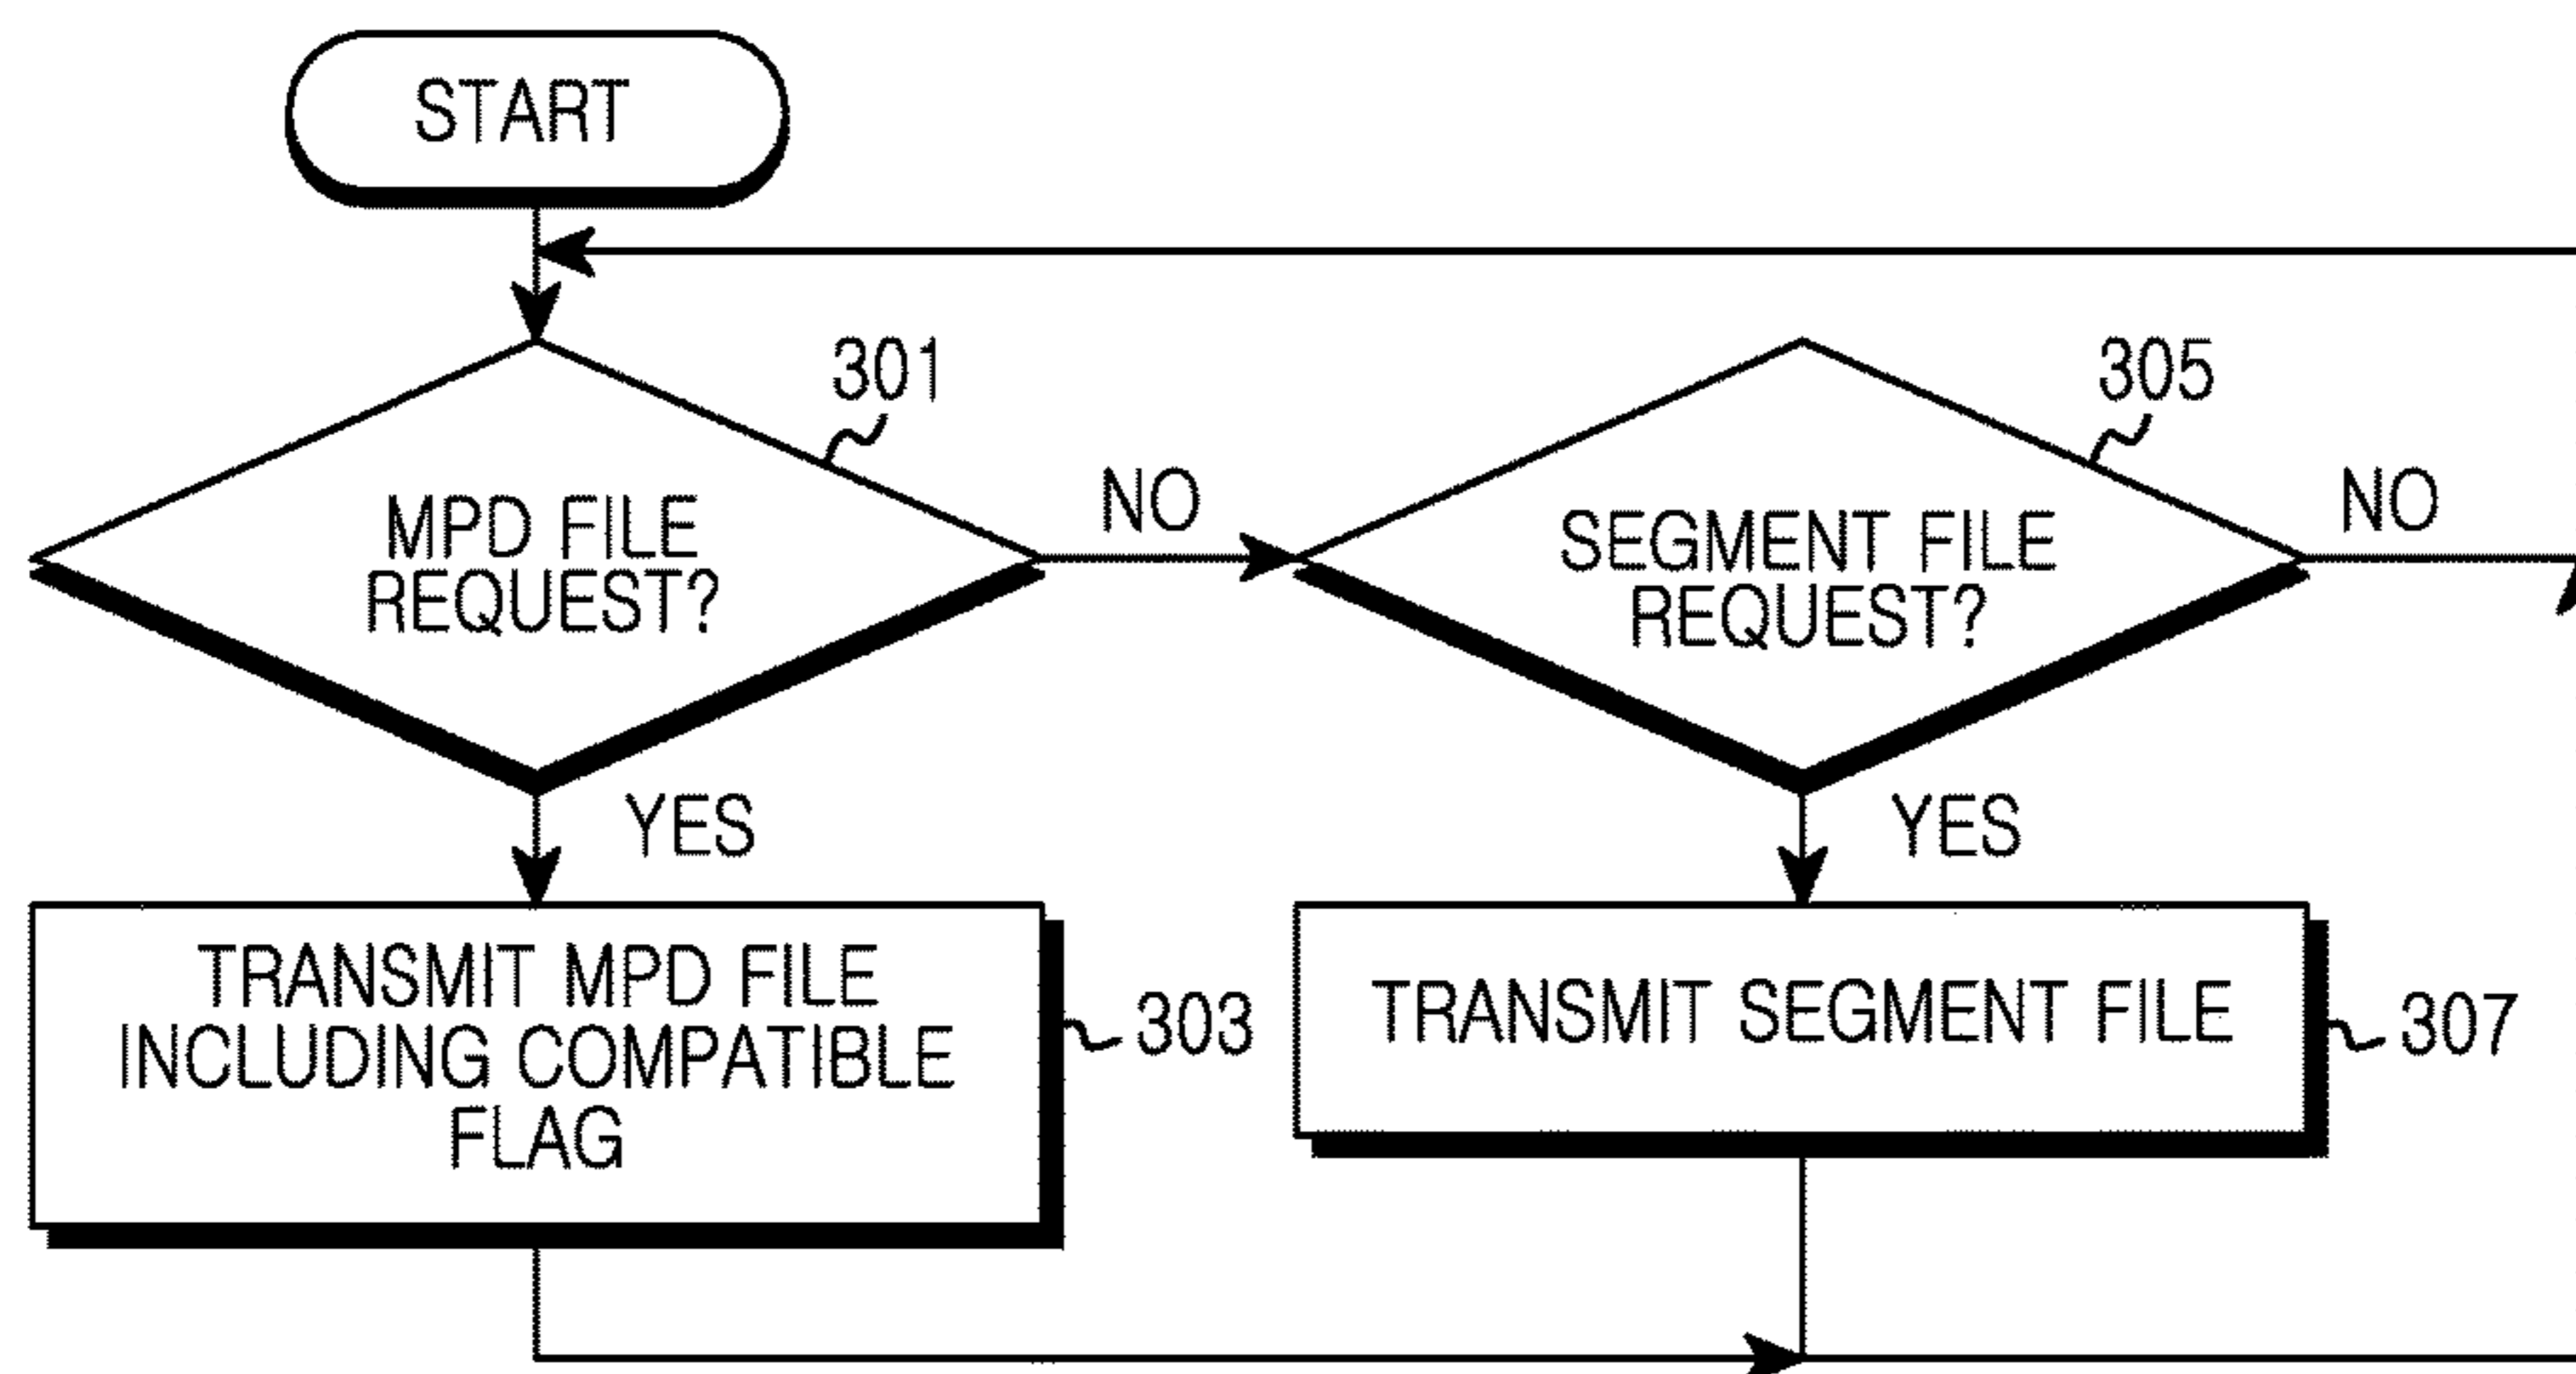 START
301
MPD FILE
REQUEST?
NO
305
SEGMENT FILE
REQUEST?
NO
YES
YES
TRANSMIT MPD FILE
INCLUDING COMPATIBLE
FLAG
303
TRANSMIT SEGMENT FILE
307